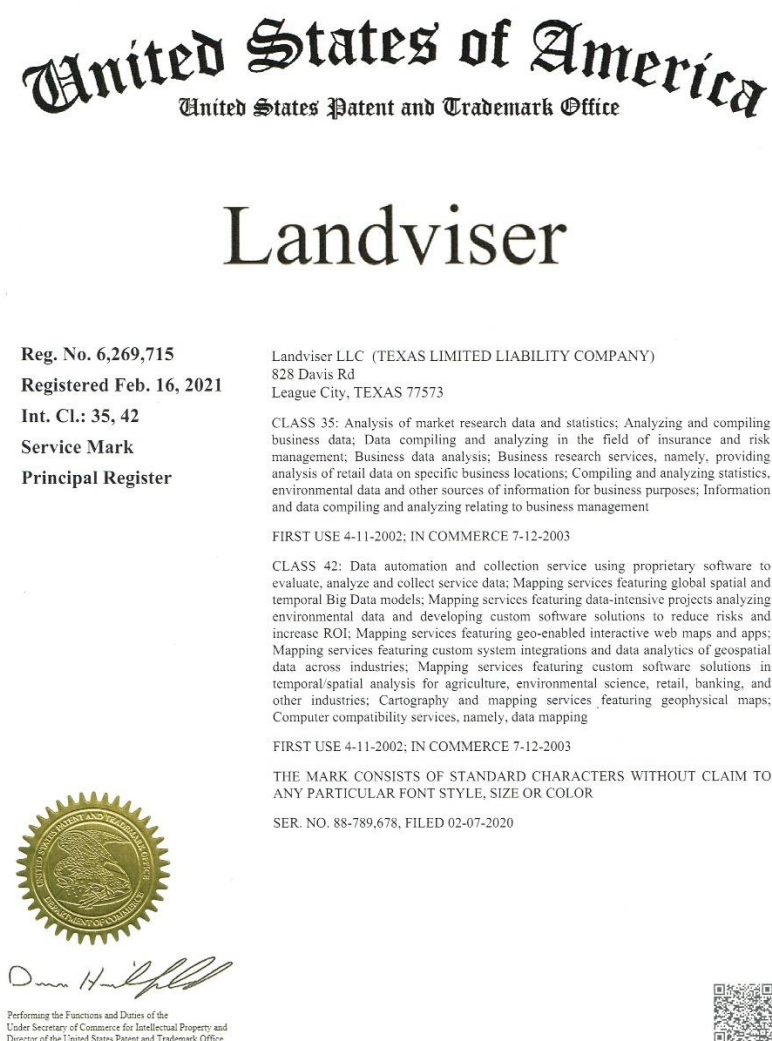 United States of America
United States Patent and Trademark Office
Landviser
Reg. No. 6,269,715
Registered Feb. 16, 2021
Int. Cl.: 35, 42
Service Mark
Principal Register
Landviser LLC (TEXAS LIMITED LIABILITY COMPANY)
828 Davis Rd
League City, TEXAS 77573
CLASS 35: Analysis of market research data and statistics; Analyzing and compiling
business data; Data compiling and analyzing in the field of insurance and risk
management; Business data analysis; Business research services, namely, providing
analysis of retail data on specific business locations; Compiling and analyzing statistics,
environmental data and other sources of information for business purposes; Information
and data compiling and analyzing relating to business management
FIRST USE 4-11-2002; IN COMMERCE 7-12-2003
CLASS 42: Data automation and collection service using proprietary software to
evaluate, analyze and collect service data; Mapping services featuring global spatial and
temporal Big Data models; Mapping services featuring data-intensive projects analyzing
environmental data and developing custom software solutions to reduce risks and
increase ROI; Mapping services featuring geo-enabled interactive web maps and apps;
Mapping services featuring custom system integrations and data analytics of geospatial
data across industries; Mapping services featuring custom software solutions in
temporal/spatial analysis for agriculture, environmental science, retail, banking, and
other industries; Cartography and mapping services featuring geophysical maps;
Computer compatibility services, namely, data mapping
FIRST USE 4-11-2002; IN COMMERCE 7-12-2003
THE MARK CONSISTS OF STANDARD CHARACTERS WITHOUT CLAIM TO
ANY PARTICULAR FONT STYLE, SIZE OR COLOR
SER. NO. 88-789,678, FILED 02-07-2020
UNITED STATES PATENT AND TRADEMARK OFFICE
DEPARTMENT OF COMMERCE
Performing the Functions and Duties of the
Under Secretary of Commerce for Intellectual Property and
Director of the United States Patent and Trademark Office